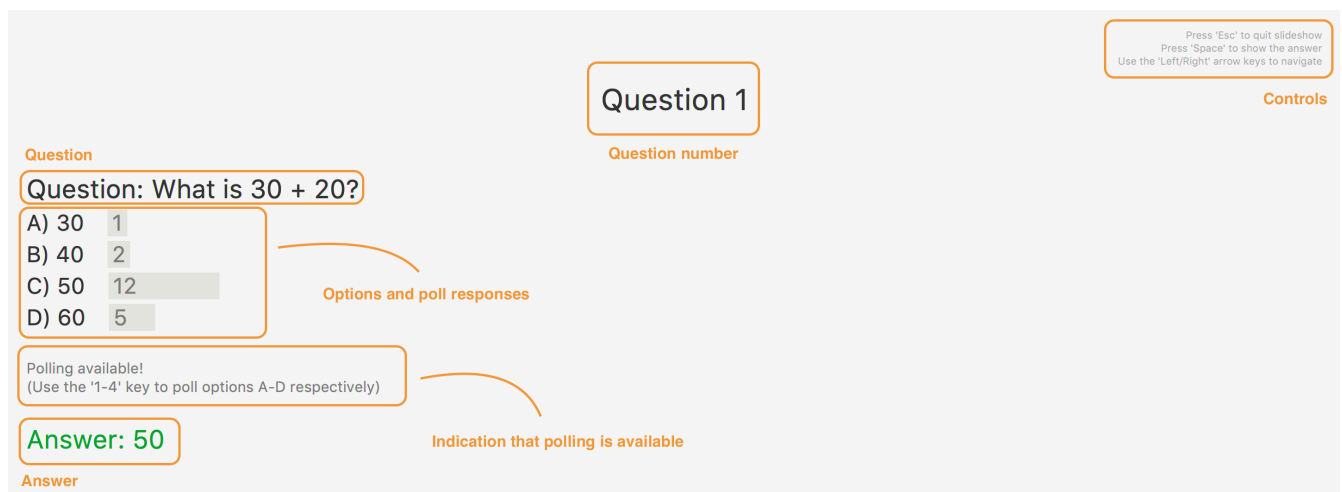 Press 'Esc' to quit slideshow
Press 'Space' to show the answer
Use the 'Left/Right' arrow keys to navigate
Controls
Question 1
Question number
Question
Question: What is 30 + 20?
A) 30 1
B) 40 2
C) 50 12
D) 60 5
Options and poll responses
Polling available!
(Use the '1-4' key to poll options A-D respectively)
Indication that polling is available
Answer: 50
Answer